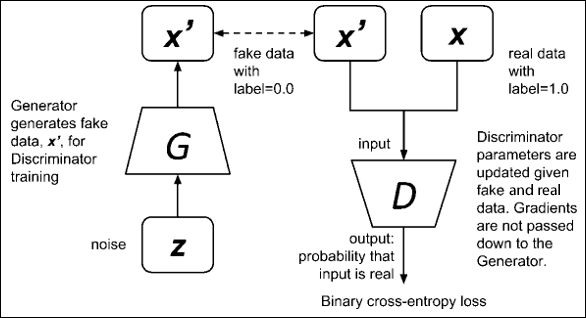 x’
x’
x
fake data
with
label=0.0
real data
with
label=1.0
Generator
generates fake
data, x’, for
Discriminator
training
G
input
Discriminator
parameters are
updated given
fake and real
data. Gradients
are not passed
down to the
Generator.
D
noise
z
output:
probability that
input is real
Binary cross-entropy loss